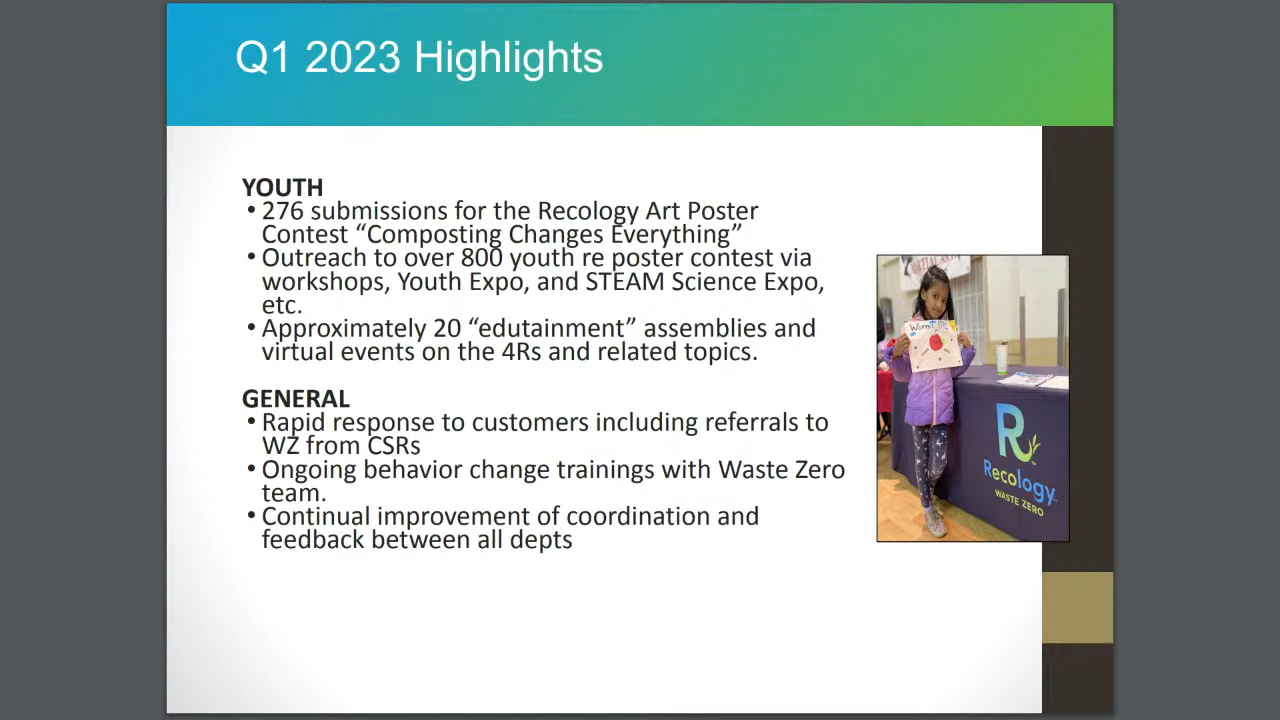 Q1 2023 Highlights
YOUTH
• 276 submissions for the Recology Art Poster
Contest “Composting Changes Everything”
• Outreach to over 800 youth re poster contest via
workshops, Youth Expo, and STEAM Science Expo,
etc.
• Approximately 20 “edutainment” assemblies and
virtual events on the 4Rs and related topics.
GENERAL
• Rapid response to customers including referrals to
WZ from CSRs
• Ongoing behavior change trainings with Waste Zero
team.
• Continual improvement of coordination and
feedback between all depts
R
Recology
WASTE ZERO